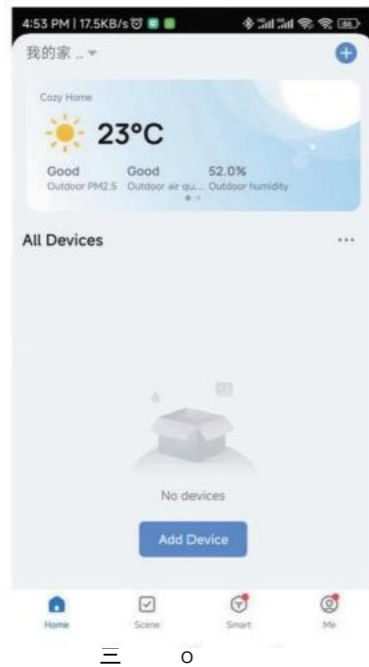 4:53 PM | 17.5KB/s
我的家 ..
Cozy Home
23°C
Good Good 52.0%
Outdoor PM2.5 Outdoor air qu... Outdoor humidity
All Devices ...
No devices
Add Device
Home Scene Smart Me
三 O